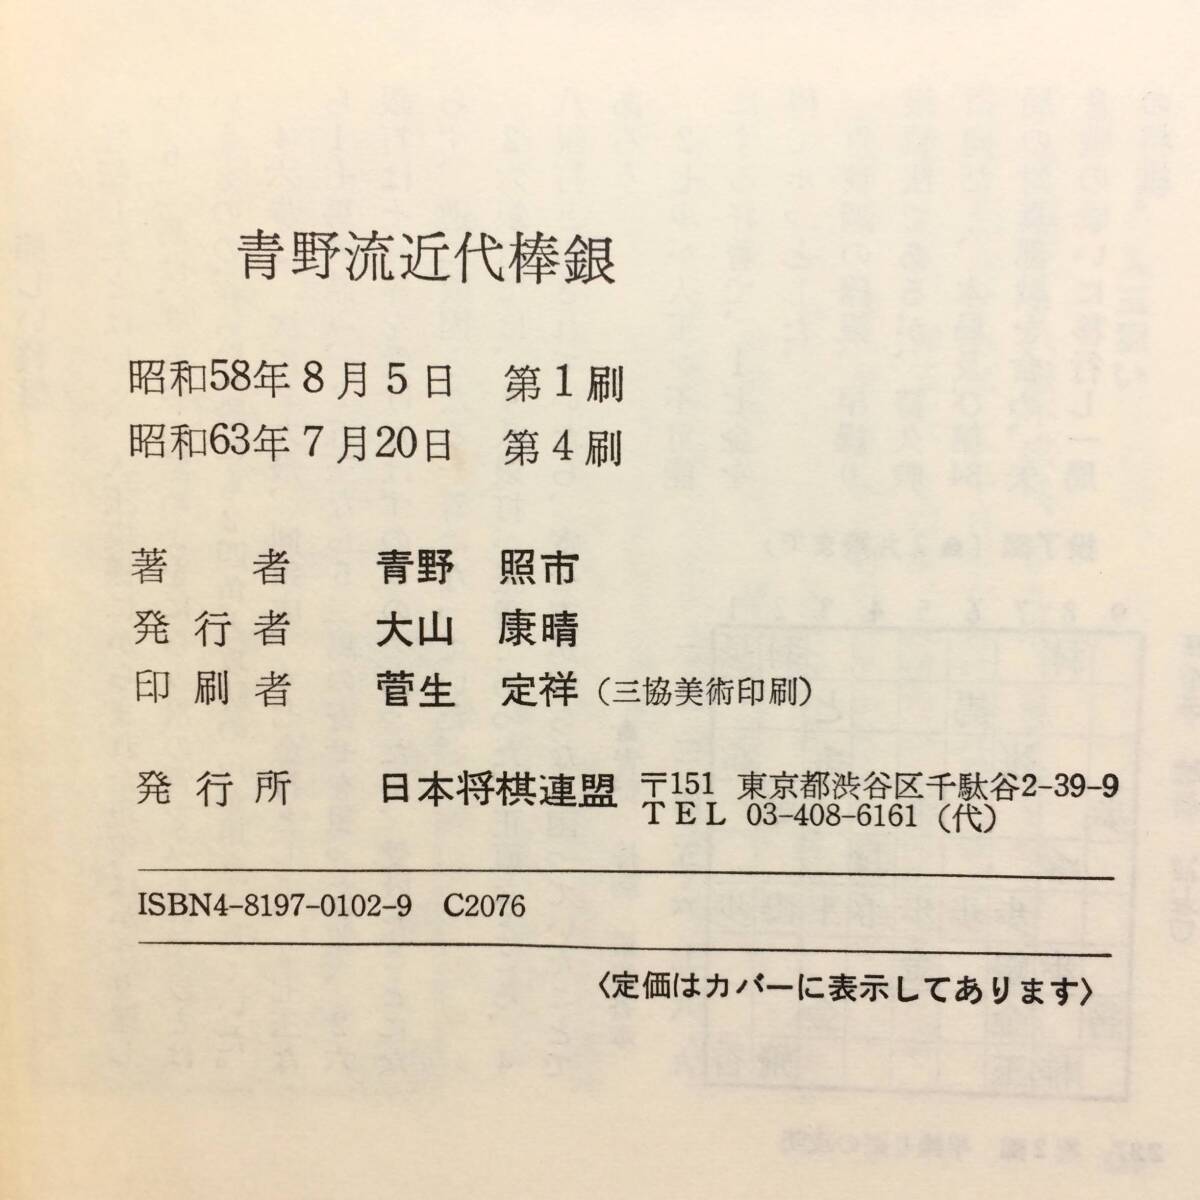 青野流近代棒銀
昭和58年8月5日　第1刷
昭和63年7月20日　第4刷
著者　青野　照市
発行者　大山　康晴
印刷者　菅生　定祥（三協美術印刷）
発行所　日本将棋連盟　〒151　東京都渋谷区千駄谷2-39-9
TEL　03-408-6161（代）
ISBN4-8197-0102-9　C2076
〈定価はカバーに表示してあります〉